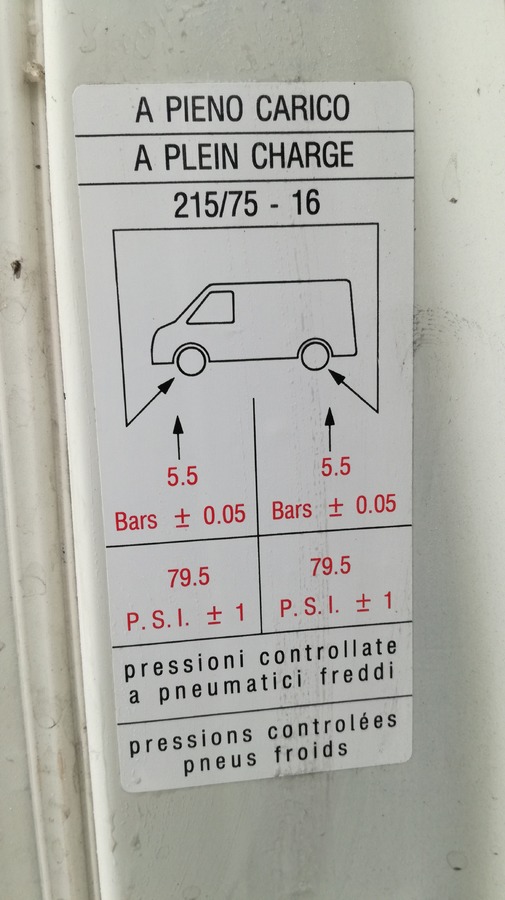 A PIENO CARICO
A PLEIN CHARGE
215/75 - 16
5.5 5.5
Bars ± 0.05 Bars ± 0.05
79.5 79.5
P.S.I. ± 1 P.S.I. ± 1
pressioni controllate
a pneumatici freddi
pressions controlées
pneus froids